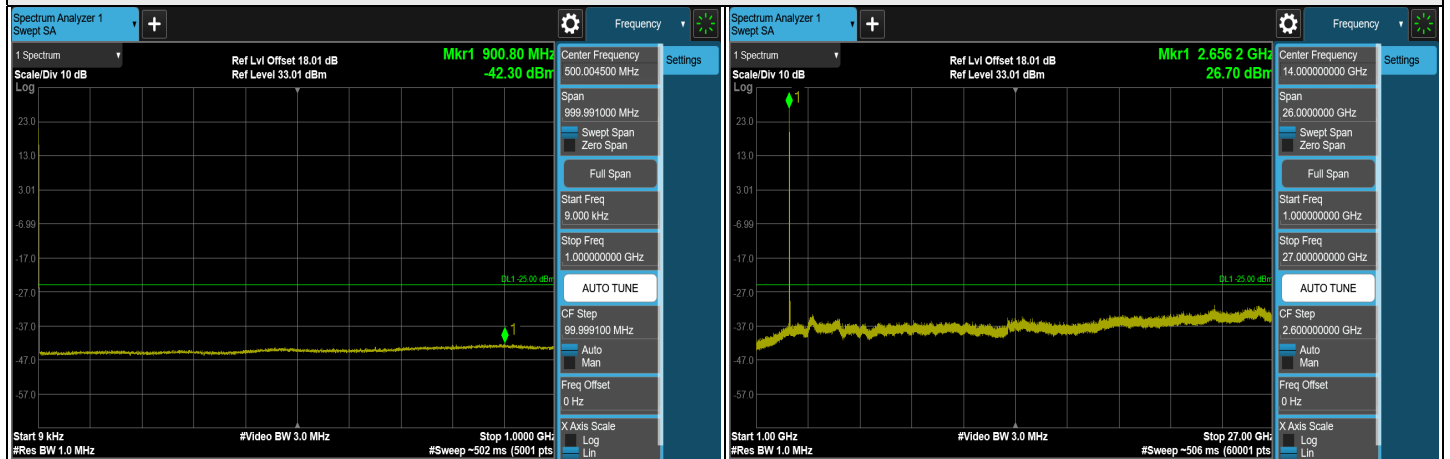 Spectrum Analyzer 1
Swept SA
+
Frequency
1 Spectrum
Scale/Div 10 dB
Log
Ref Lvl Offset 18.01 dB
Ref Level 33.01 dBm
Mkr1 900.80 MHz
-42.30 dBm
1
23.0
13.0
3.01
-6.99
-17.0
-27.0
-37.0
-47.0
-57.0
DL1 -25.00 dBm
1
Start 9 kHz
#Res BW 1.0 MHz
#Video BW 3.0 MHz
Stop 1.0000 GHz
#Sweep ~502 ms (5001 pts
Center Frequency
500.004500 MHz
Settings
Span
999.991000 MHz
Swept Span
Zero Span
Full Span
Start Freq
9.000 kHz
Stop Freq
1.000000000 GHz
AUTO TUNE
CF Step
99.999100 MHz
Auto
Man
Freq Offset
0 Hz
X Axis Scale
Log
Lin
Spectrum Analyzer 1
Swept SA
+
Frequency
1 Spectrum
Scale/Div 10 dB
Log
Ref Lvl Offset 18.01 dB
Ref Level 33.01 dBm
Mkr1 2.656 2 GHz
26.70 dBm
1
23.0
13.0
3.01
-6.99
-17.0
-27.0
-37.0
-47.0
-57.0
DL1 -25.00 dBm
Start 1.00 GHz
#Res BW 1.0 MHz
#Video BW 3.0 MHz
Stop 27.00 GHz
#Sweep ~506 ms (60001 pts
Center Frequency
14.000000000 GHz
Settings
Span
26.0000000 GHz
Swept Span
Zero Span
Full Span
Start Freq
1.000000000 GHz
Stop Freq
27.000000000 GHz
AUTO TUNE
CF Step
2.600000000 GHz
Auto
Man
Freq Offset
0 Hz
X Axis Scale
Log
Lin